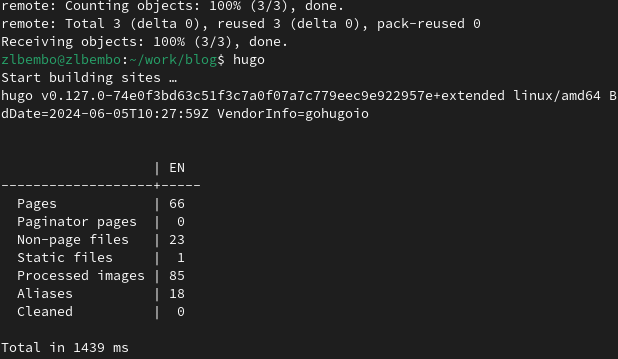 remote: Counting objects: 100% (3/3), done.
remote: Total 3 (delta 0), reused 3 (delta 0), pack-reused 0
Receiving objects: 100% (3/3), done.
zlbembo@zlbembo:~/work/blog$ hugo
Start building sites …
hugo v0.127.0-74e0f3bd63c51f3c7a0f07a7c779eec9e922957e+extended linux/amd64 B
dDate=2024-06-05T10:27:59Z VendorInfo=gohugoio
                   | EN
-------------------+-----
  Pages            | 66
  Paginator pages  |  0
  Non-page files   | 23
  Static files     |  1
  Processed images | 85
  Aliases          | 18
  Cleaned          |  0
Total in 1439 ms